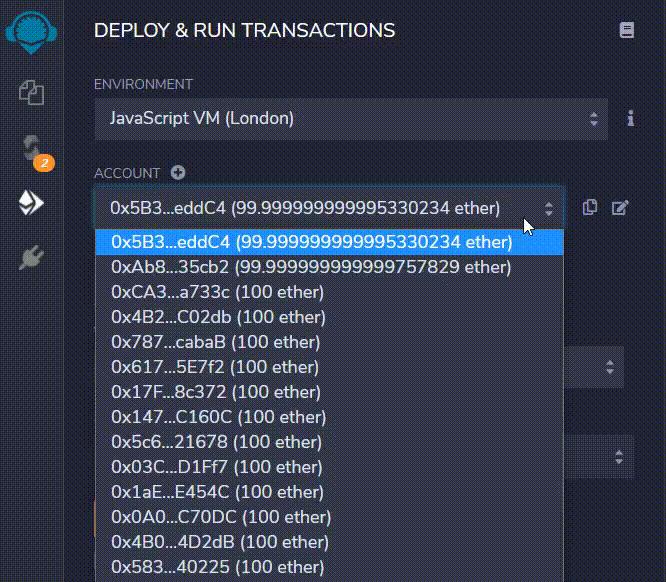 DEPLOY & RUN TRANSACTIONS
ENVIRONMENT
JavaScript VM (London)
2
ACCOUNT
0x5B3...eddC4 (99.999999999995330234 ether)
0x5B3...eddC4 (99.999999999995330234 ether)
0xAb8...35cb2 (99.999999999999757829 ether)
0xCA3...a733c (100 ether)
0x4B2...C02db (100 ether)
0x787...cabaB (100 ether)
0x617...5E7f2 (100 ether)
0x17F...8c372 (100 ether)
0x147...C160C (100 ether)
0x5c6...21678 (100 ether)
0x03C...D1Ff7 (100 ether)
0x1aE...E454C (100 ether)
0x0A0...C70DC (100 ether)
0x4B0...4D2dB (100 ether)
0x583...40225 (100 ether)